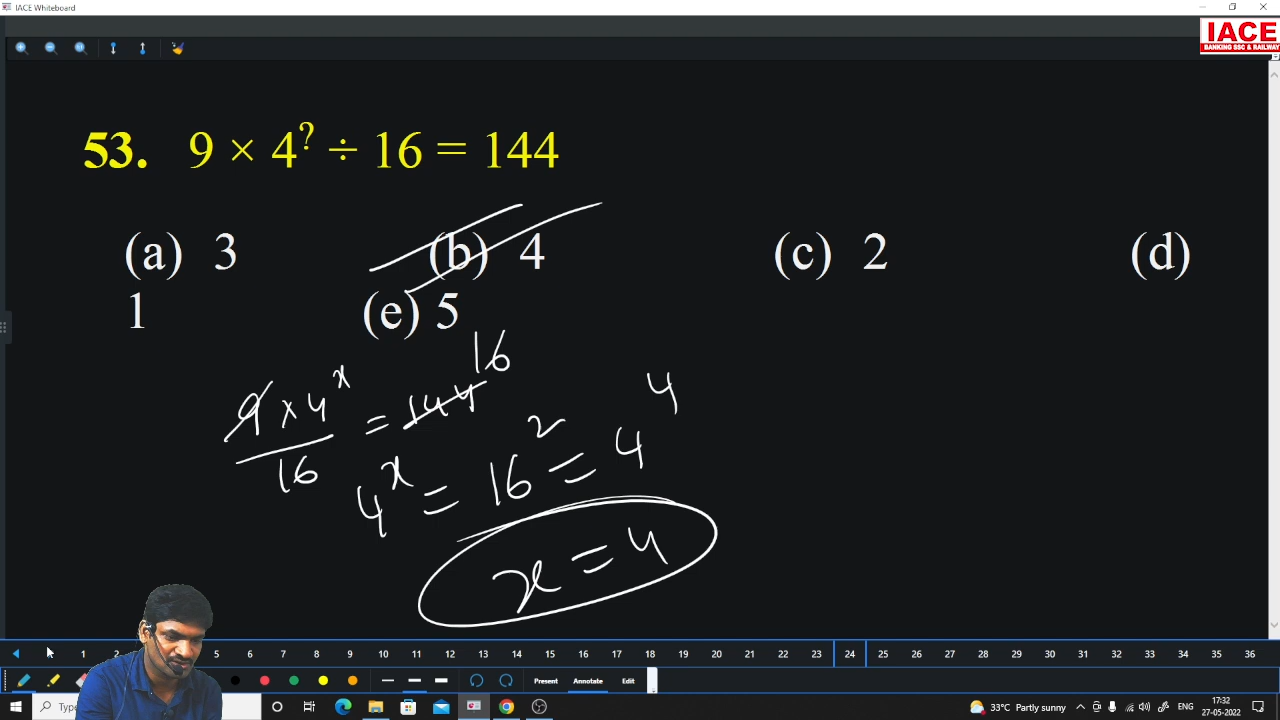 IACE Whiteboard
IACE
BANKING SSC & RAILWAY
53. 9 × 4^? ÷ 16 = 144
(a) 3 (b) 4 (c) 2 (d)
1 (e) 5
16
9 × 4^x / 16 = 144
4^x = 16^2 = 4^4
x = 4
1 2 5 6 7 8 9 10 11 12 13 14 15 16 17 18 19 20 21 22 23 24 25 26 27 28 29 30 31 32 33 34 35 36
Present Annotate Edit
Type
33°C Partly sunny ENG 17:32
27-05-2022